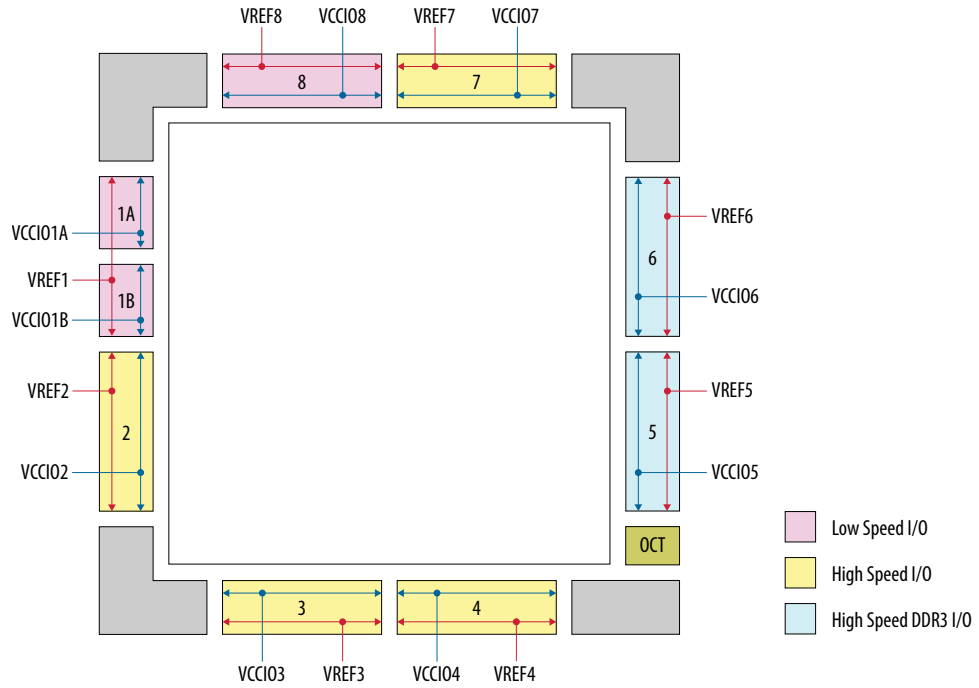 VREF8
VCCIO8
VREF7
VCCIO7
8
7
1A
VCCIO1A
VREF1
1B
VCCIO1B
VREF6
6
VCCIO6
VREF2
2
VCCIO2
VREF5
5
VCCIO5
OCT
Low Speed I/O
High Speed I/O
High Speed DDR3 I/O
3
4
VCCIO3
VREF3
VCCIO4
VREF4